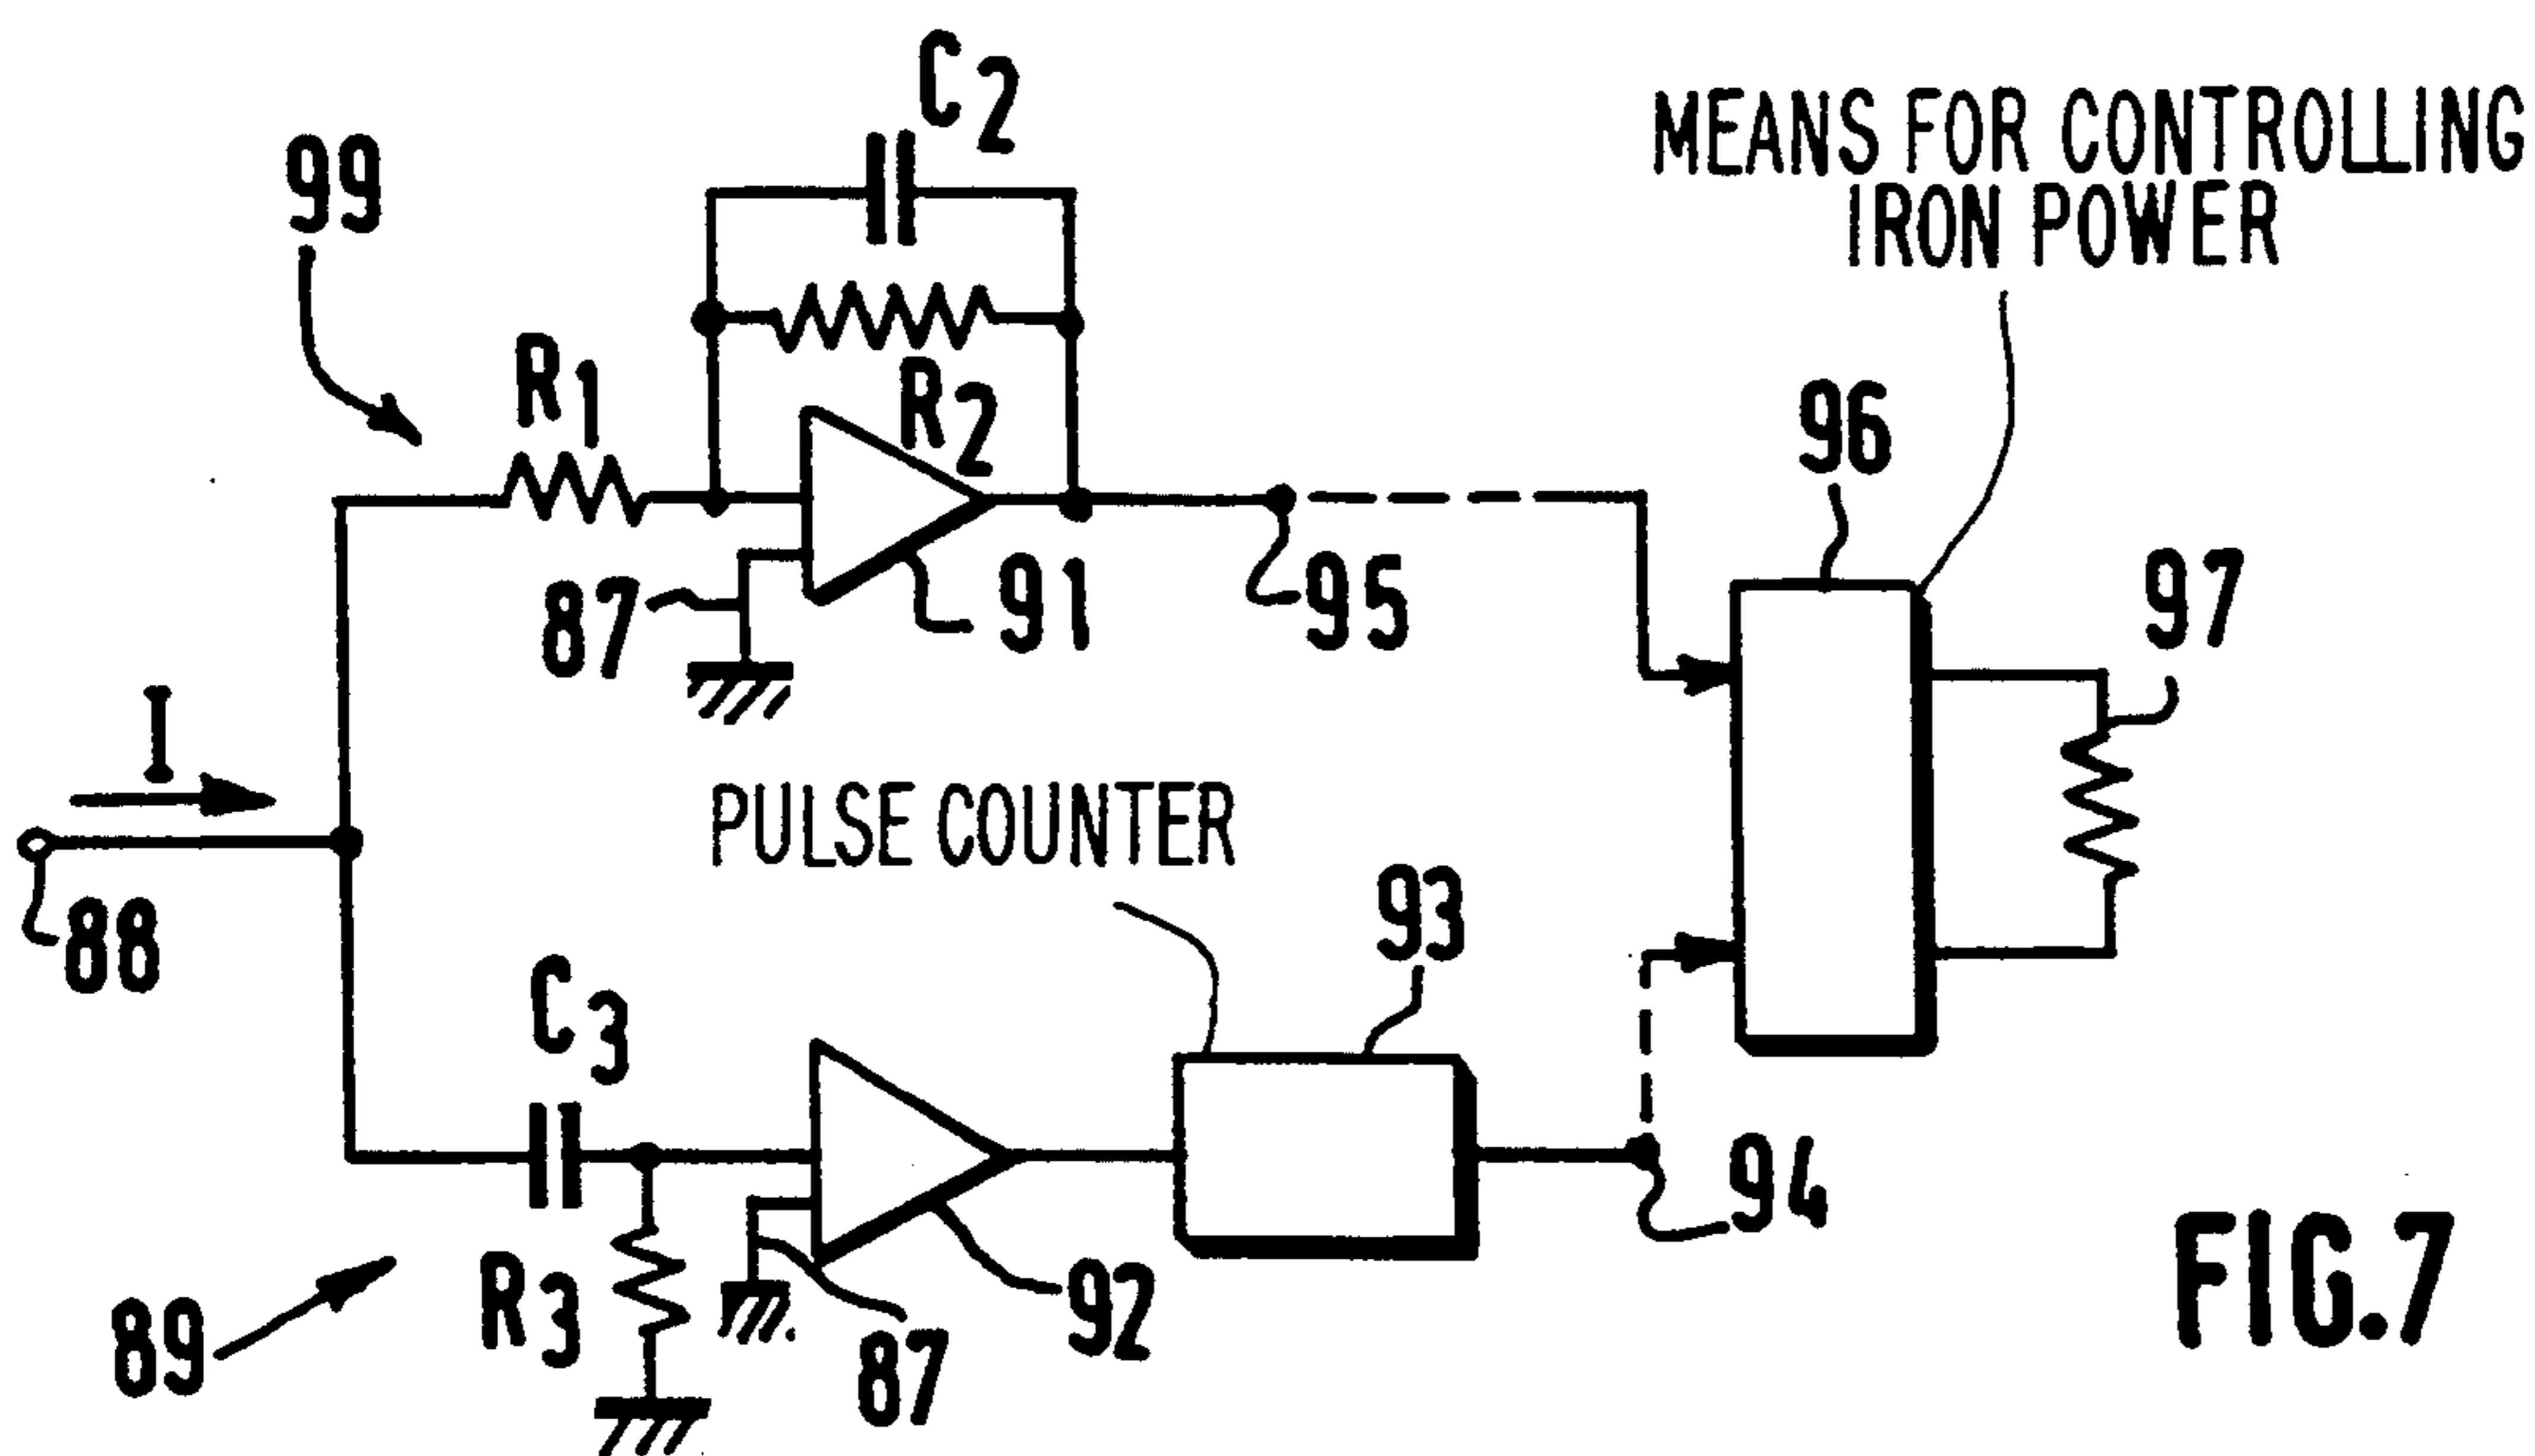 C2
MEANS FOR CONTROLLING
IRON POWER
99
R1
R2
96
87
91
95
97
I
PULSE COUNTER
88
93
C3
94
R3
92
89
87
FIG.7